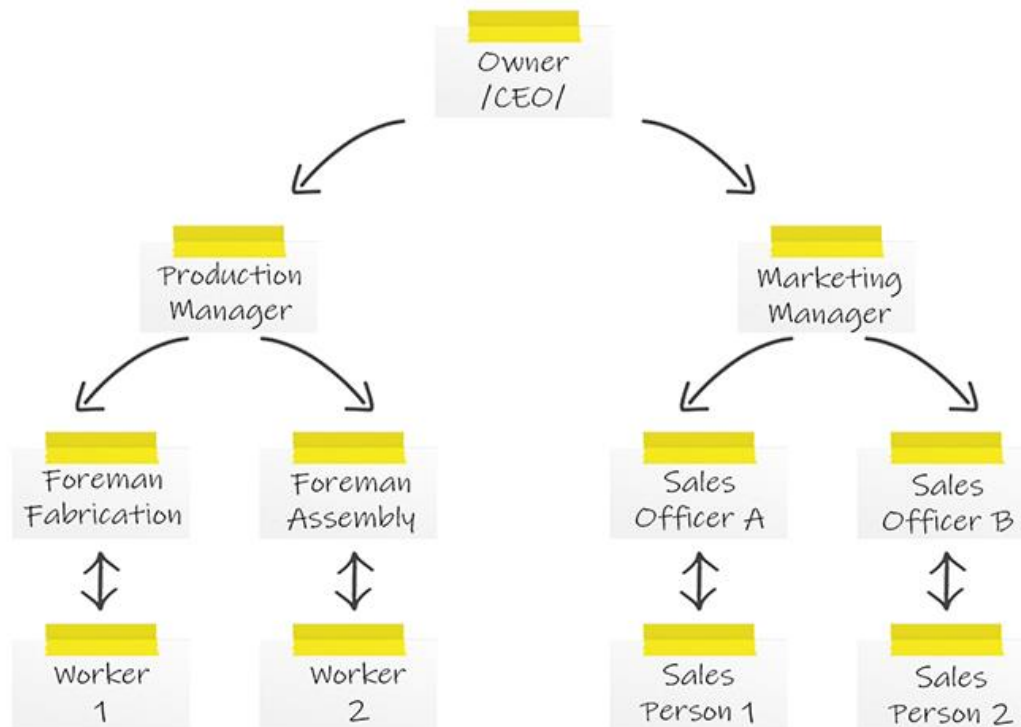 Owner
/CEO/
Production
Manager
Marketing
Manager
Foreman
Fabrication
Foreman
Assembly
Sales
Officer A
Sales
Officer B
Worker
1
Worker
2
Sales
Person 1
Sales
Person 2